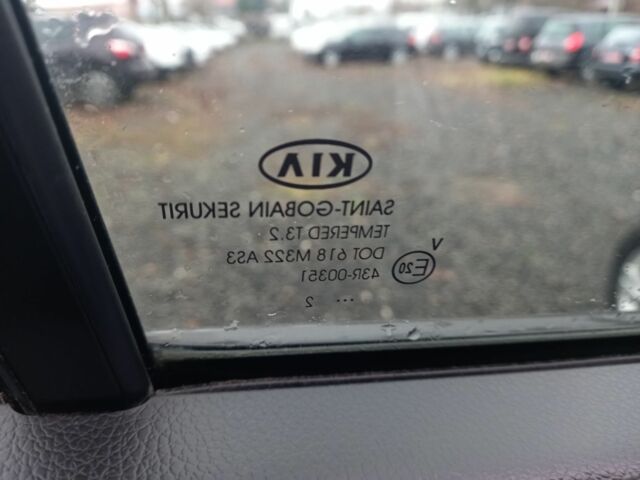 KIA
SAINT-GOBAIN SEKURIT
TEMPERED T3.2
DOT 618 M322 AS3
43R-00351
... 2
V
E20